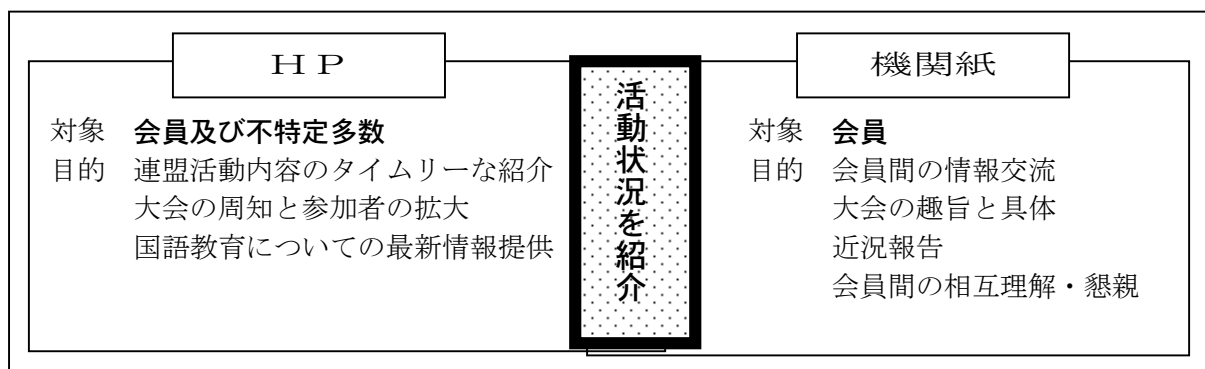 ＨＰ
対象　会員及び不特定多数
目的　連盟活動内容のタイムリーな紹介
大会の周知と参加者の拡大
国語教育についての最新情報提供
活動状況を紹介
機関紙
対象　会員
目的　会員間の情報交流
大会の趣旨と具体
近況報告
会員間の相互理解・懇親